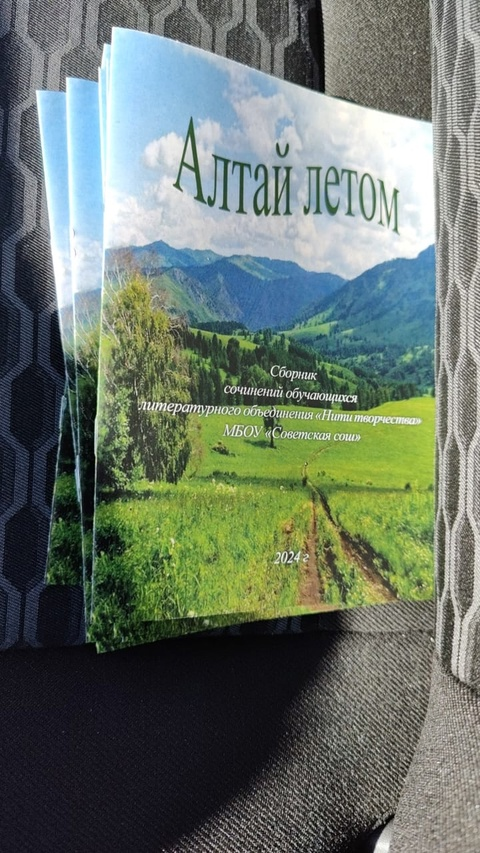 Алтай летом
Сборник
сочинений обучающихся
литературного объединения «Нити творчества»
МБОУ «Советская сош»
2024 г